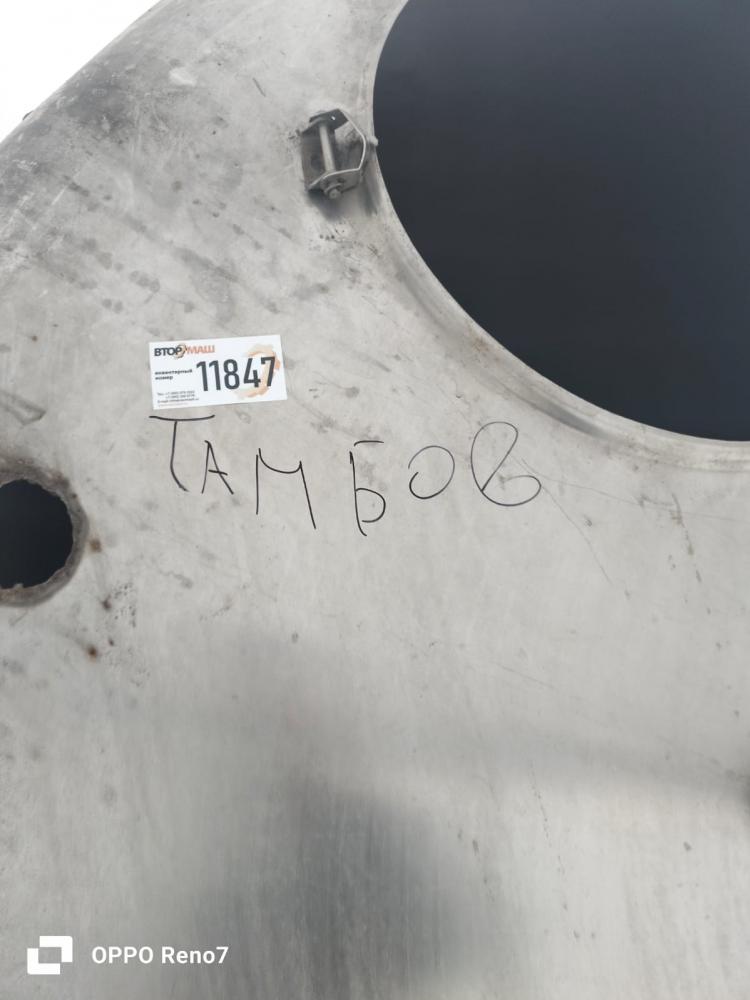 ВТОРМАШ
инвентарный
номер
11847
ТАМБОВ
OPPO Reno7